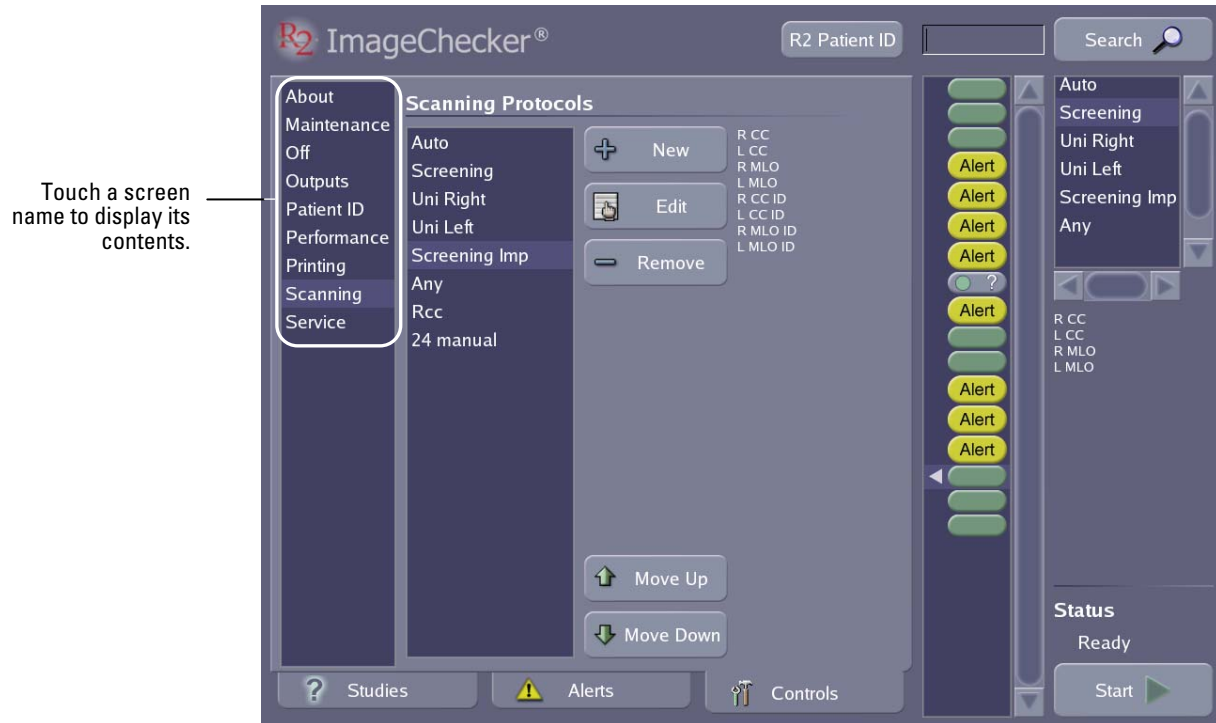 Touch a screen
name to display its
contents.
R2 ImageChecker®
R2 Patient ID
Search
About
Maintenance
Off
Outputs
Patient ID
Performance
Printing
Scanning
Service
Scanning Protocols
Auto
Screening
Uni Right
Uni Left
Screening Imp
Any
Rcc
24 manual
New
Edit
Remove
R CC
L CC
R MLO
L MLO
R CC ID
L CC ID
R MLO ID
L MLO ID
Move Up
Move Down
Alert
Alert
Alert
Alert
?
Alert
Alert
Alert
Alert
Auto
Screening
Uni Right
Uni Left
Screening Imp
Any
R CC
L CC
R MLO
L MLO
Status
Ready
Start
? Studies
Alerts
Controls